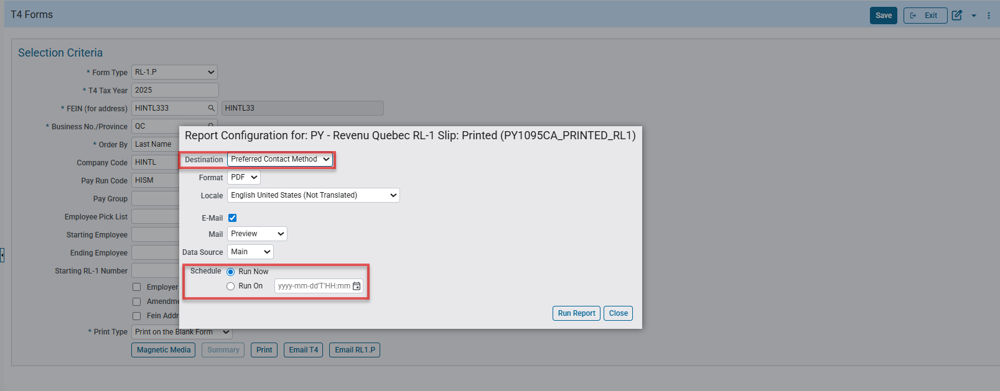 T4 Forms
Save
Exit
Selection Criteria
* Form Type RL-1.P
* T4 Tax Year 2025
* FEIN (for address) HINTL333 HINTL33
* Business No./Province QC
* Order By Last Name
Company Code HINTL
Pay Run Code HISM
Pay Group
Employee Pick List
Starting Employee
Ending Employee
Starting RL-1 Number
Employer
Amendme
Fein Addr
* Print Type Print on the Blank Form
Magnetic Media Summary Print Email T4 Email RL1.P
Report Configuration for: PY - Revenu Quebec RL-1 Slip: Printed (PY1095CA_PRINTED_RL1)
Destination Preferred Contact Method
Format PDF
Locale English United States (Not Translated)
E-Mail
Mail Preview
Data Source Main
Schedule Run Now
Run On yyyy-mm-dd'T'HH:mm
Run Report Close